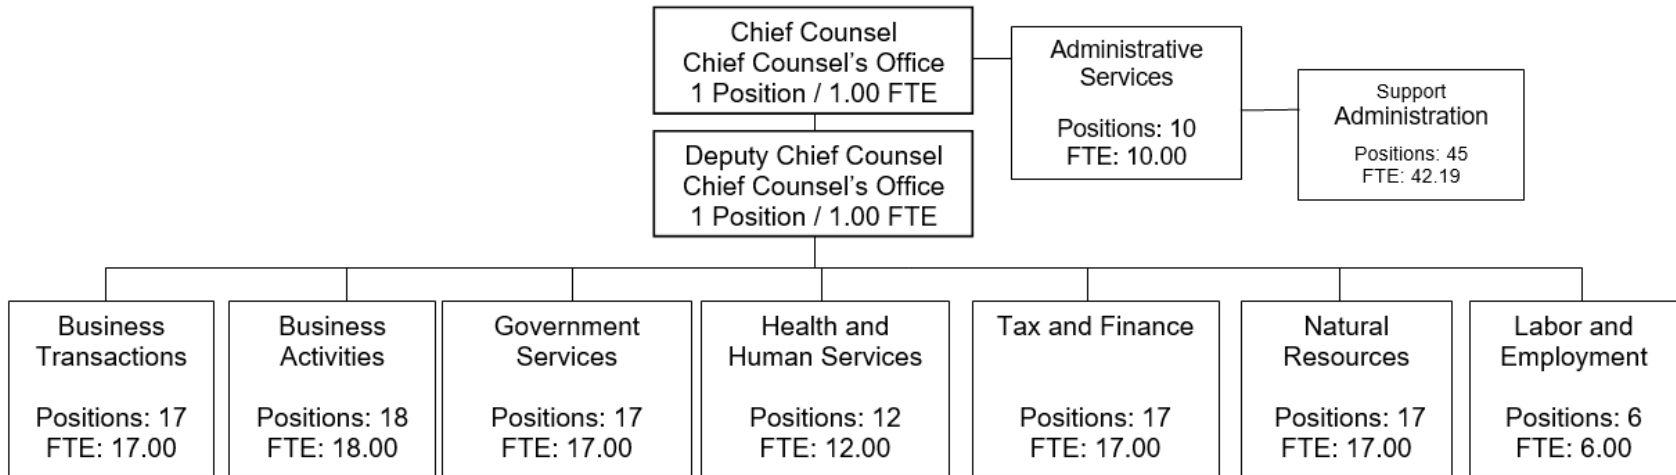 Chief Counsel
Chief Counsel's Office
1 Position / 1.00 FTE
Administrative
Services
Positions: 10
FTE: 10.00
Support
Administration
Positions: 45
FTE: 42.19
Deputy Chief Counsel
Chief Counsel's Office
1 Position / 1.00 FTE
Business
Transactions
Positions: 17
FTE: 17.00
Business
Activities
Positions: 18
FTE: 18.00
Government
Services
Positions: 17
FTE: 17.00
Health and
Human Services
Positions: 12
FTE: 12.00
Tax and Finance
Positions: 17
FTE: 17.00
Natural
Resources
Positions: 17
FTE: 17.00
Labor and
Employment
Positions: 6
FTE: 6.00